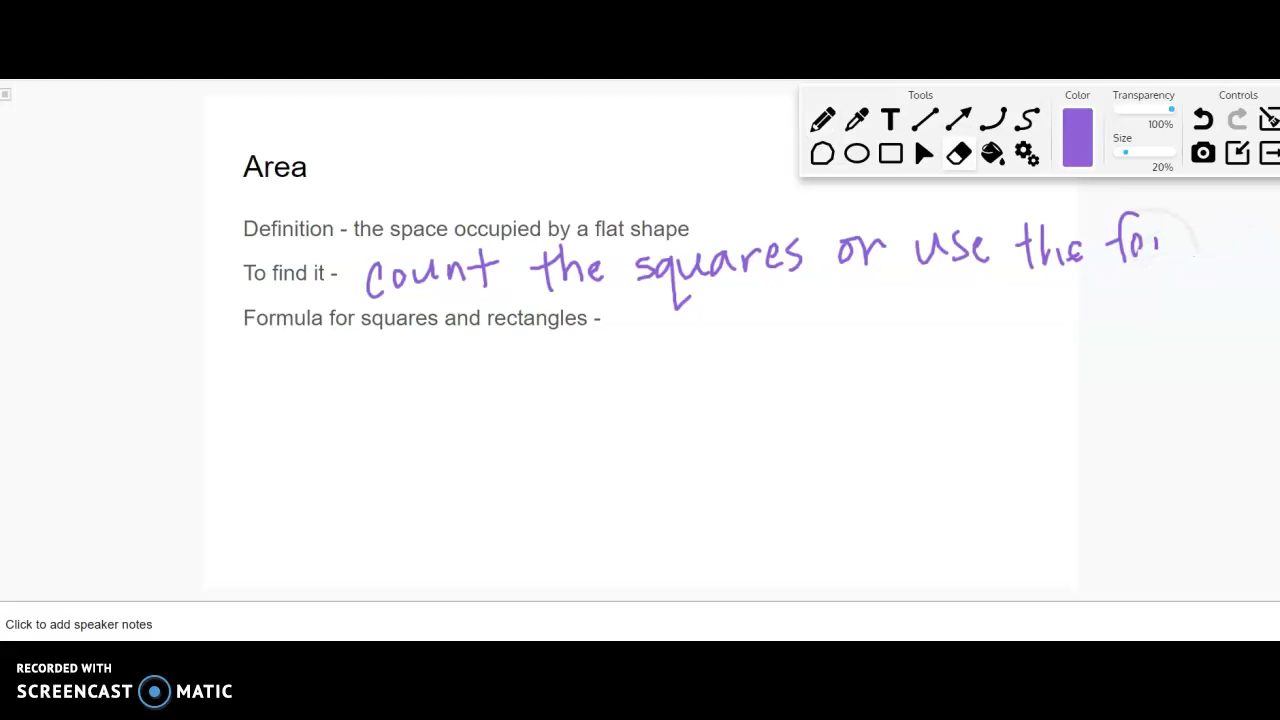 Tools
Color
Transparency
Controls
100%
Size
20%
Area
Definition - the space occupied by a flat shape
To find it - count the squares or use the fo
Formula for squares and rectangles -
Click to add speaker notes
RECORDED WITH
SCREENCAST MATIC